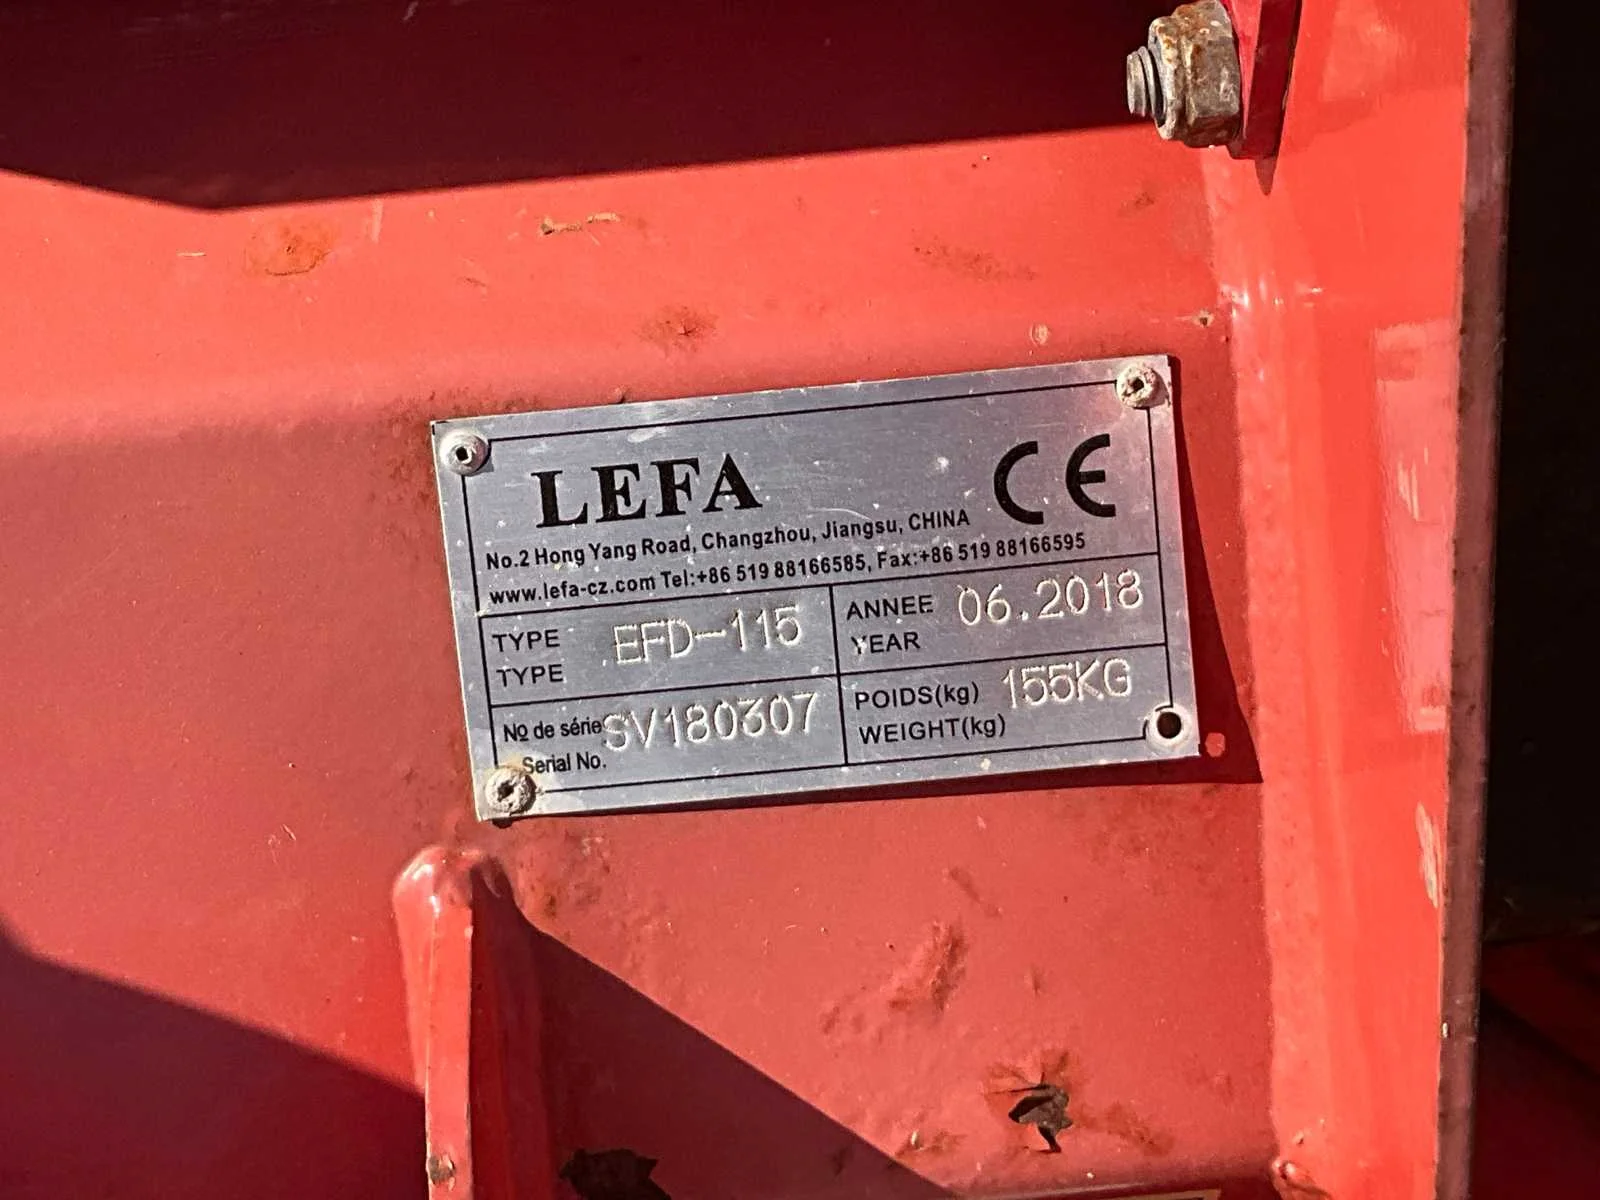 LEFA CE
No.2 Hong Yang Road, Changzhou, Jiangsu, CHINA
www.lefa-cz.com Tel:+86 519 88166585, Fax:+86 519 88166595
TYPE EFD-115
TYPE
ANNEE 06.2018
YEAR
Nº de série SV180307
Serial No.
POIDS(kg) 155KG
WEIGHT(kg)